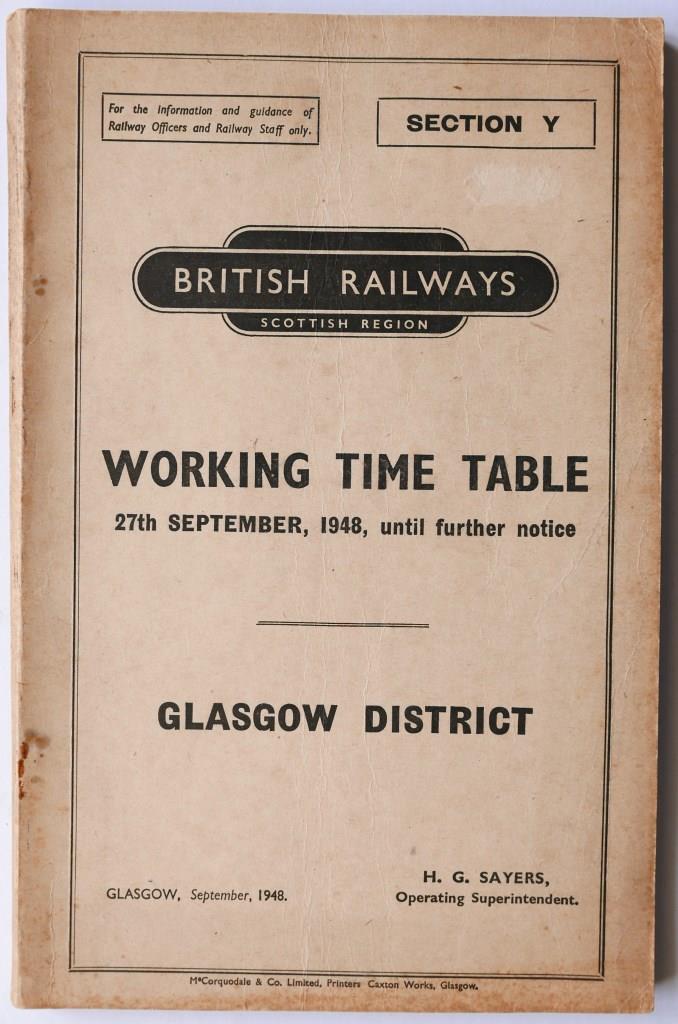 For the information and guidance of
Railway Officers and Railway Staff only.
SECTION Y
BRITISH RAILWAYS
SCOTTISH REGION
WORKING TIME TABLE
27th SEPTEMBER, 1948, until further notice
GLASGOW DISTRICT
H. G. SAYERS,
Operating Superintendent.
GLASGOW, September, 1948.
McCorquodale & Co. Limited, Printers Caxton Works, Glasgow.